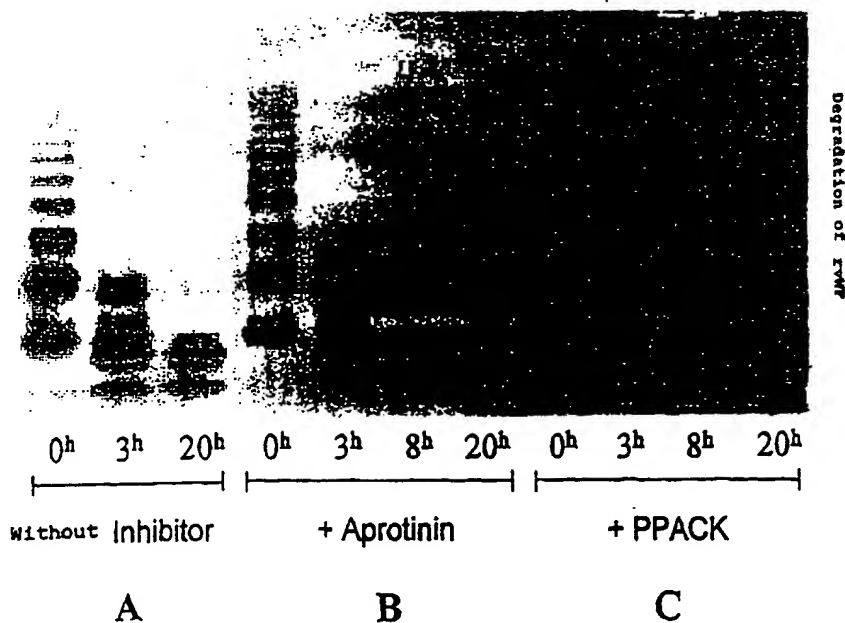 Degradation of rvWF
0h 3h 20h 0h 3h 8h 20h 0h 3h 8h 20h
Without Inhibitor + Aprotinin + PPACK
A B C